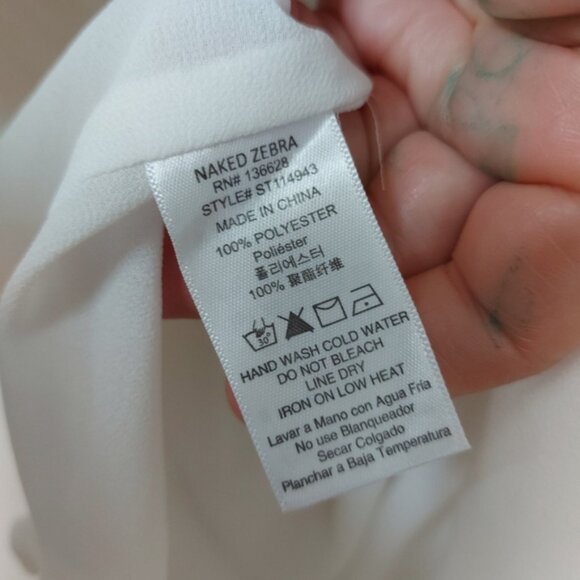 NAKED ZEBRA
RN# 136628
STYLE# ST114943
MADE IN CHINA
100% POLYESTER
Poliéster
폴리에스터
100% 聚酯纤维
30°
HAND WASH COLD WATER
DO NOT BLEACH
LINE DRY
IRON ON LOW HEAT
Lavar a Mano con Agua Fria
No use Blanqueador
Secar Colgado
Planchar a Baja Temperatura